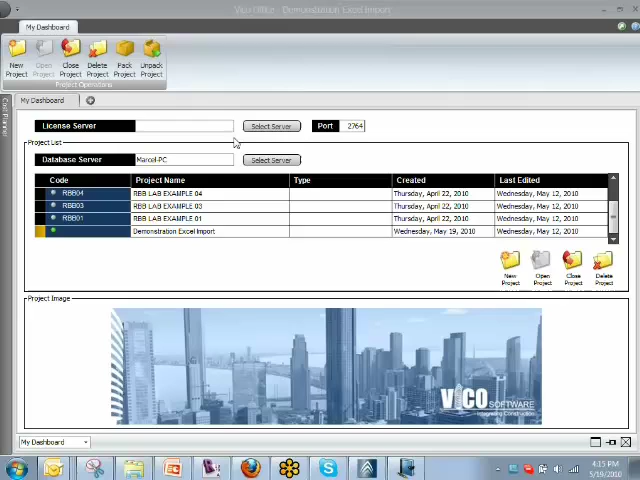 Vico Office - Demonstration Excel Import
My Dashboard
New Project
Open Project
Close Project
Delete Project
Pack Project
Unpack Project
Project Operations
Cost Planner
My Dashboard
License Server
Select Server
Port 2764
Project List
Database Server Marcel-PC
Select Server
Code Project Name Type Created Last Edited
RBB04 RBB LAB EXAMPLE 04 Thursday, April 22, 2010 Wednesday, May 12, 2010
RBB03 RBB LAB EXAMPLE 03 Thursday, April 22, 2010 Wednesday, May 12, 2010
RBB01 RBB LAB EXAMPLE 01 Thursday, April 22, 2010 Wednesday, May 12, 2010
Demonstration Excel Import Wednesday, May 19, 2010
New Project
Open Project
Close Project
Delete Project
Project Image
VICO
SOFTWARE
Integrating Construction
My Dashboard
4:15 PM
5/19/2010